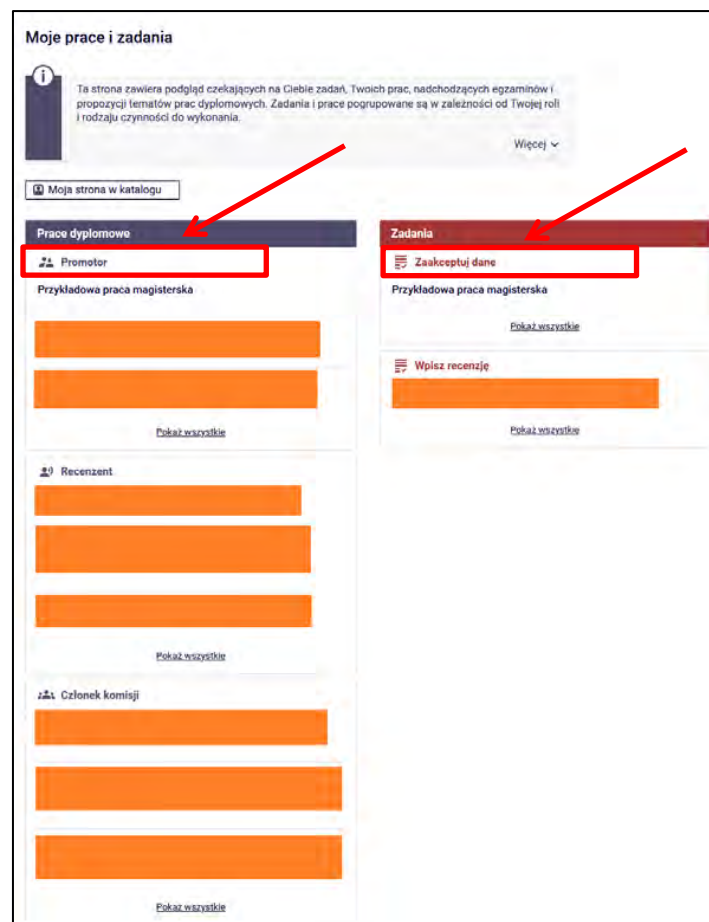 Moje prace i zadania
Ta strona zawiera podgląd czekających na Ciebie zadań, Twoich prac, nadchodzących egzaminów i
propozycji tematów prac dyplomowych. Zadania i prace pogrupowane są w zależności od Twojej roli
i rodzaju czynności do wykonania.
Więcej
Moja strona w katalogu
Prace dyplomowe
Promotor
Przykładowa praca magisterska
Pokaż wszystkie
Recenzent
Pokaż wszystkie
Członek komisji
Pokaż wszystkie
Zadania
Zaakceptuj dane
Przykładowa praca magisterska
Pokaż wszystkie
Wpisz recenzję
Pokaż wszystkie